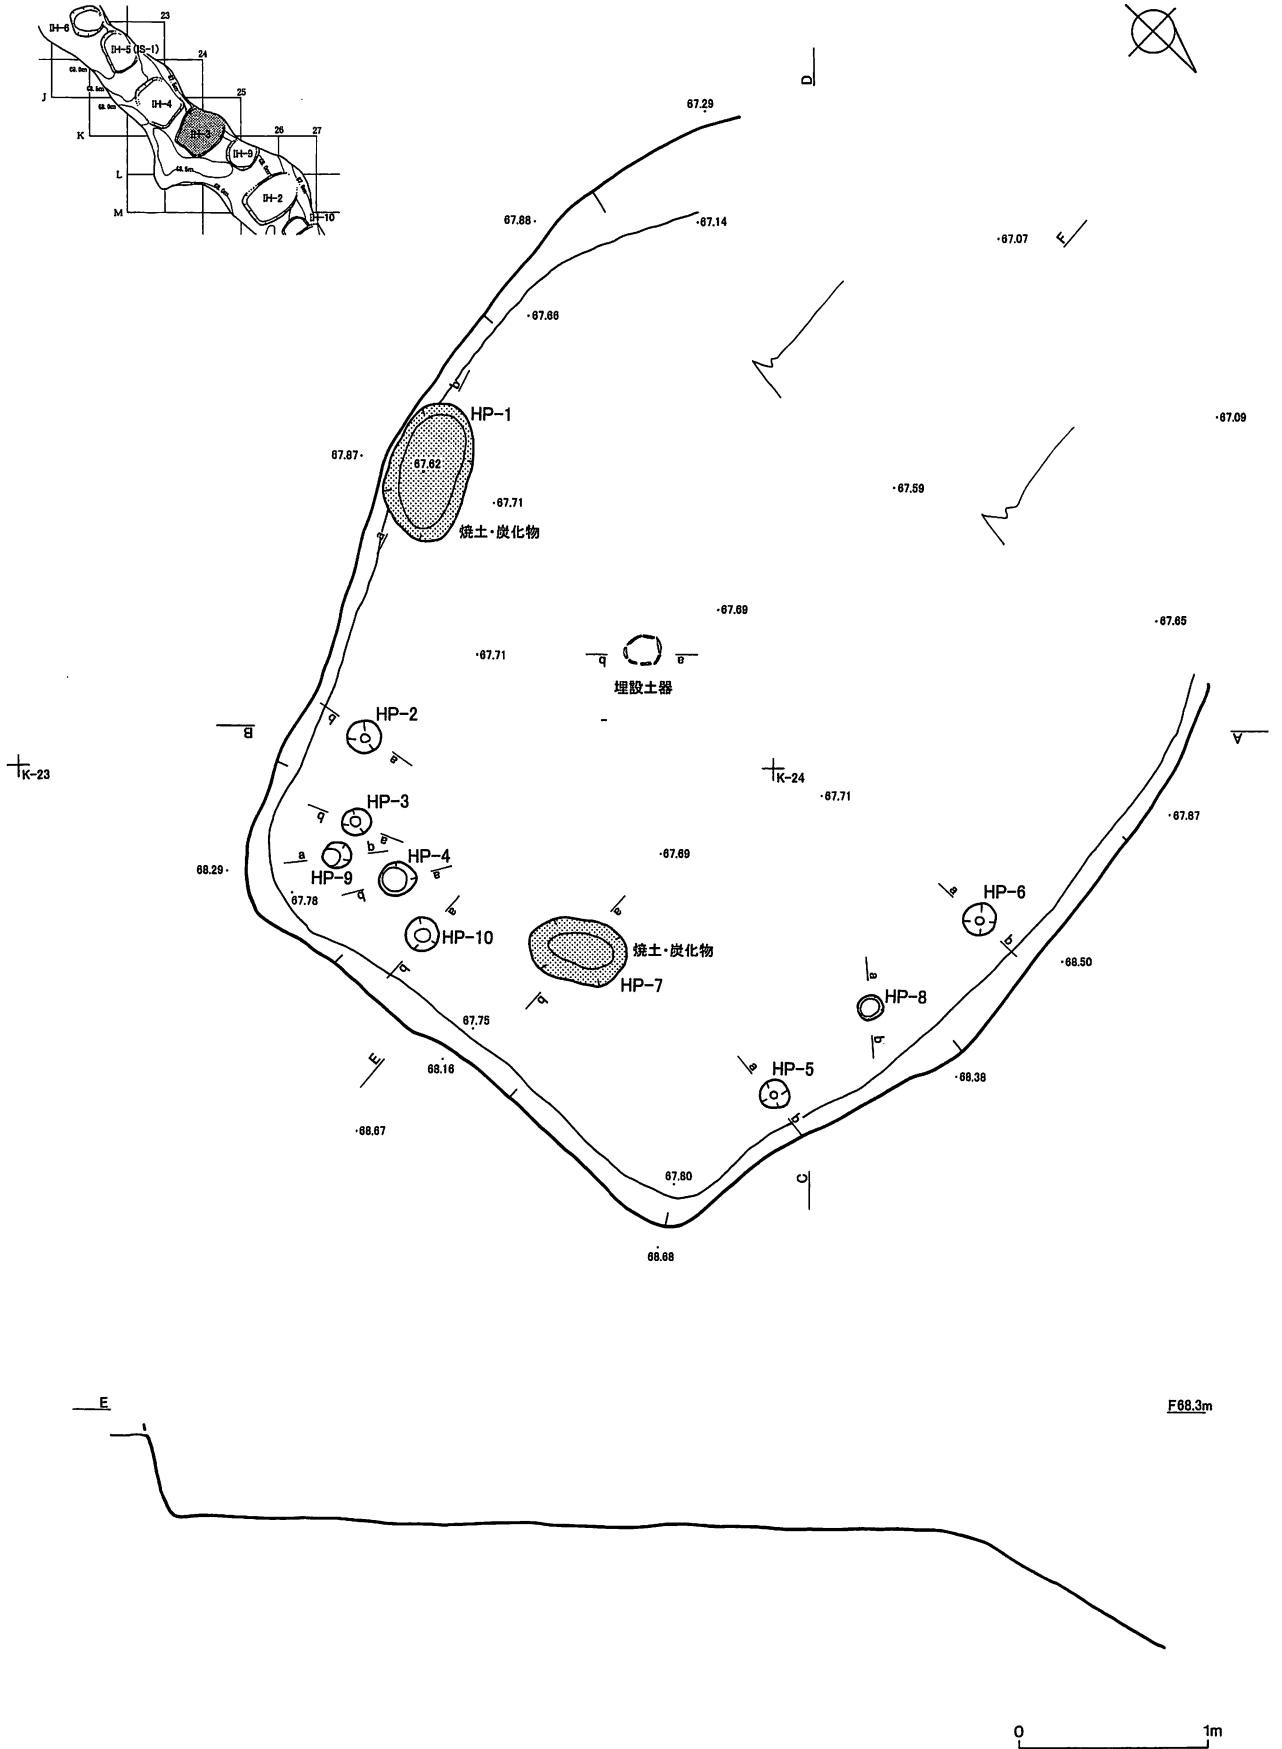 23
24
25
26
27
J
K
L
M
IH-6
IH-5(IS-1)
IH-4
IH-3
IH-9
IH-2
IH-10
68.5m
D
67.29
67.88
67.14
67.07
F
67.66
b
HP-1
67.87
67.62
67.71
67.09
67.59
a
焼土・炭化物
67.69
67.65
67.71
b
a
埋設土器
B
b
HP-2
a
A
K-23
K-24
67.71
67.87
b
HP-3
a
a
b
HP-9
HP-4
a
b
67.69
68.29
67.78
a
HP-10
b
a
焼土・炭化物
HP-7
b
a
HP-6
b
68.50
a
HP-8
b
67.75
E
68.16
68.67
a
HP-5
b
68.38
67.80
C
68.68
E
F68.3m
0
1m